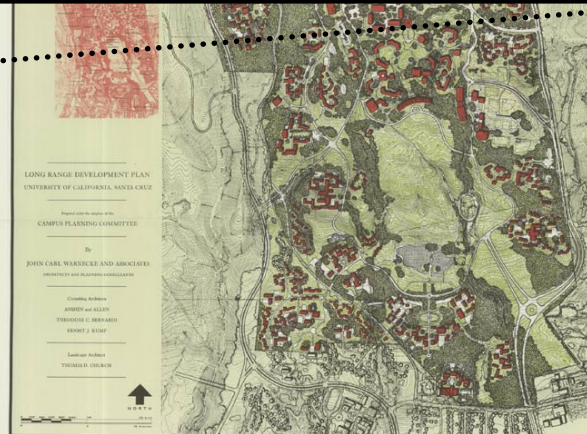 LONG RANGE DEVELOPMENT PLAN
UNIVERSITY OF CALIFORNIA, SANTA CRUZ
Prepared under the auspices of the
CAMPUS PLANNING COMMITTEE
By
JOHN CARL WARNECKE AND ASSOCIATES
ARCHITECTS AND PLANNING CONSULTANTS
Consulting Architects
ANSHEN and ALLEN
THEODORE C. BERNARDI
ERNEST J. KUMP
Landscape Architect
THOMAS D. CHURCH
NORTH